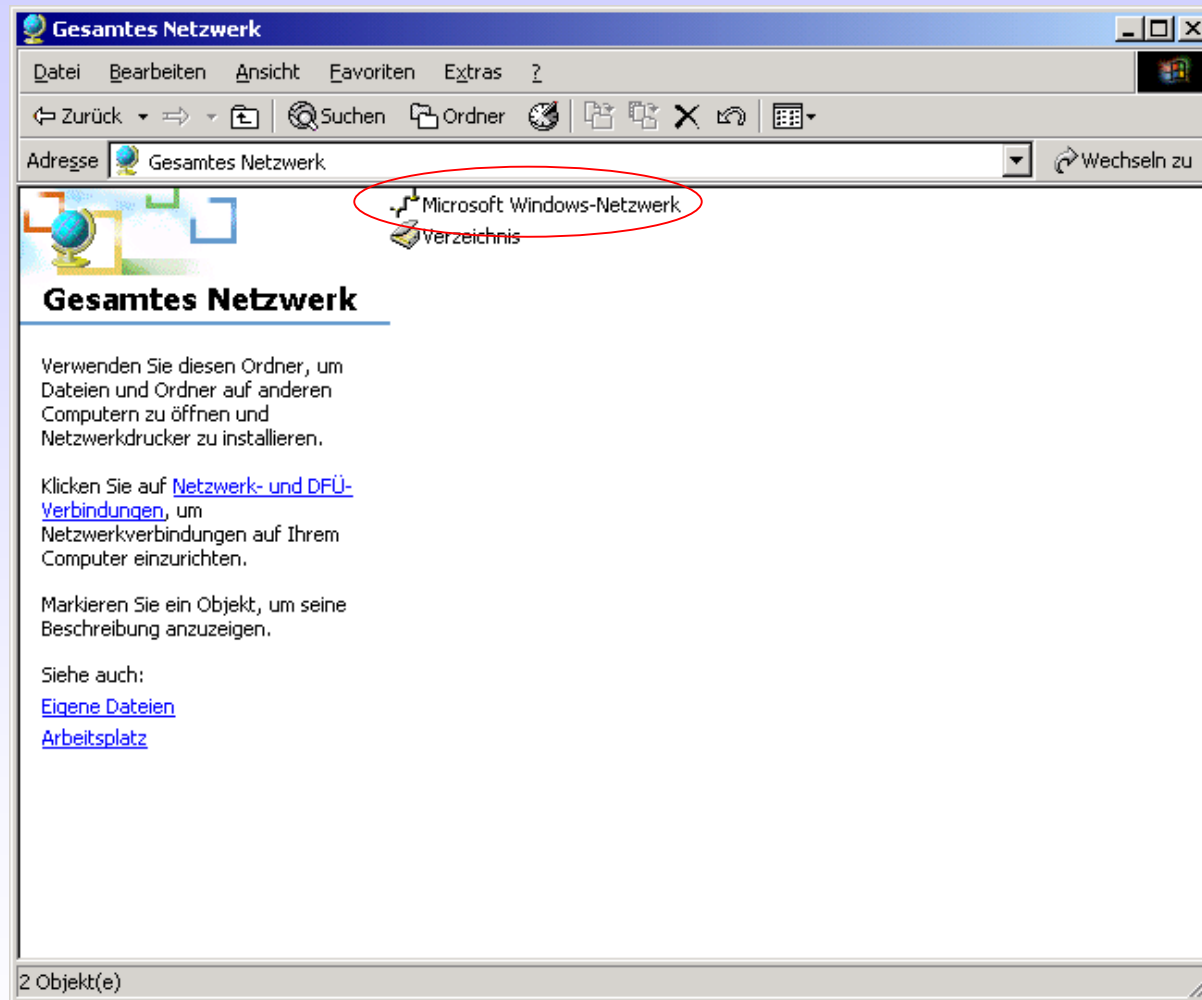 Gesamtes Netzwerk
Datei Bearbeiten Ansicht Favoriten Extras ?
Zurück Suchen Ordner
Adresse Gesamtes Netzwerk Wechseln zu
Microsoft Windows-Netzwerk
Verzeichnis
Gesamtes Netzwerk
Verwenden Sie diesen Ordner, um
Dateien und Ordner auf anderen
Computern zu öffnen und
Netzwerkdrucker zu installieren.
Klicken Sie auf Netzwerk- und DFÜ-
Verbindungen, um
Netzwerkverbindungen auf Ihrem
Computer einzurichten.
Markieren Sie ein Objekt, um seine
Beschreibung anzuzeigen.
Siehe auch:
Eigene Dateien
Arbeitsplatz
2 Objekt(e)